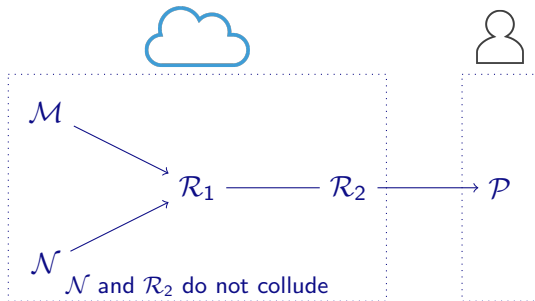 ℳ
ℛ₁ ℛ₂ 𝒫
𝒩
𝒩 and ℛ₂ do not collude